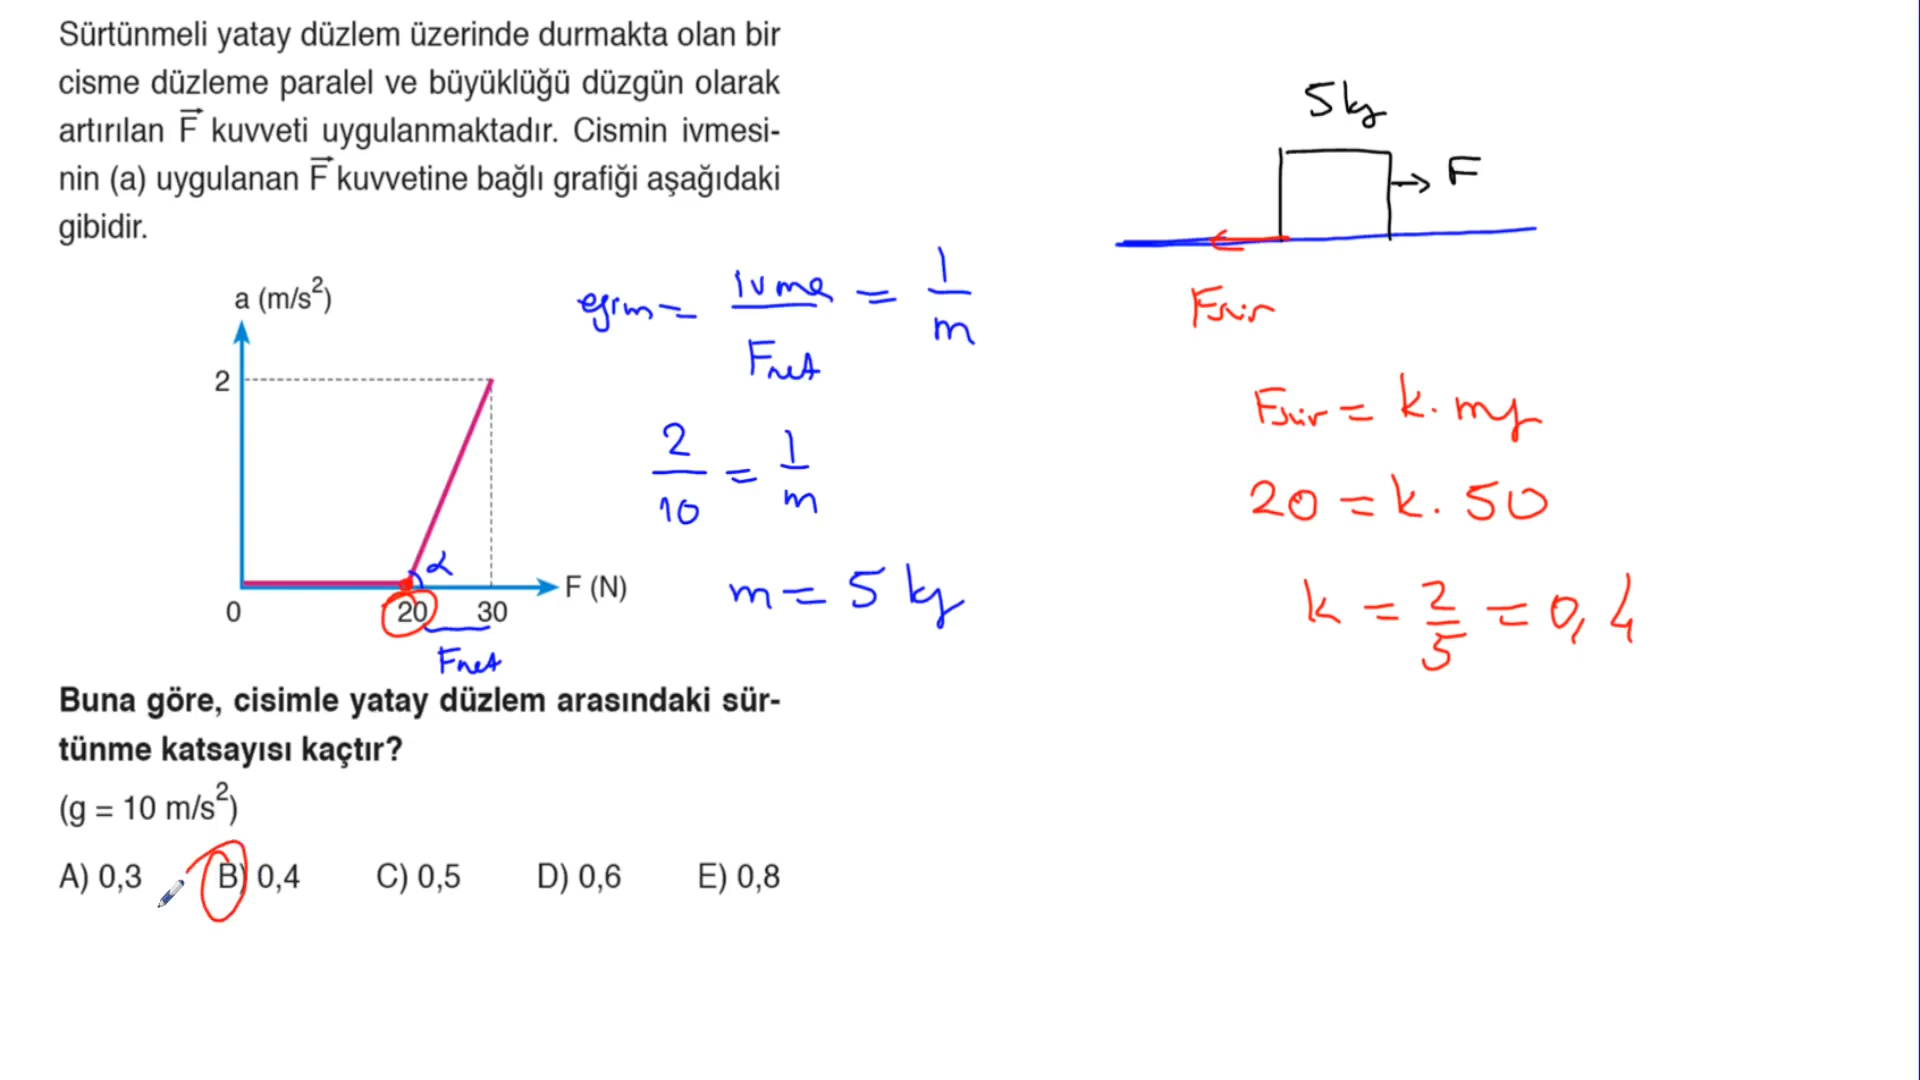 Sürtünmeli yatay düzlem üzerinde durmakta olan bir
cisme düzleme paralel ve büyüklüğü düzgün olarak
artırılan F⃗ kuvveti uygulanmaktadır. Cismin ivmesi-
nin (a) uygulanan F⃗ kuvvetine bağlı grafiği aşağıdaki
gibidir.
a (m/s²)
2
0
20
30
F (N)
α
Fnet
eğim = ivme / Fnet = 1 / m
2 / 10 = 1 / m
m = 5 kg
5 kg
F
Fsür
Fsür = k. mg
20 = k. 50
k = 2 / 5 = 0,4
Buna göre, cisimle yatay düzlem arasındaki sür-
tünme katsayısı kaçtır?
(g = 10 m/s²)
A) 0,3 B) 0,4 C) 0,5 D) 0,6 E) 0,8